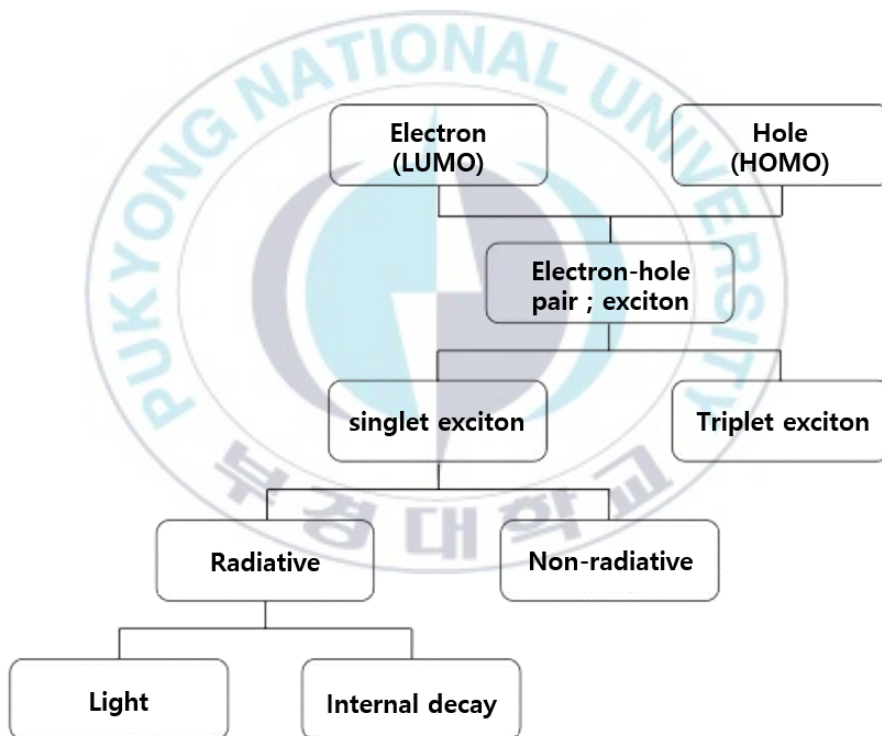 PUKYONG NATIONAL UNIVERSITY
Electron
(LUMO)
Hole
(HOMO)
Electron-hole
pair ; exciton
singlet exciton
Triplet exciton
부경대학교
Radiative
Non-radiative
Light
Internal decay